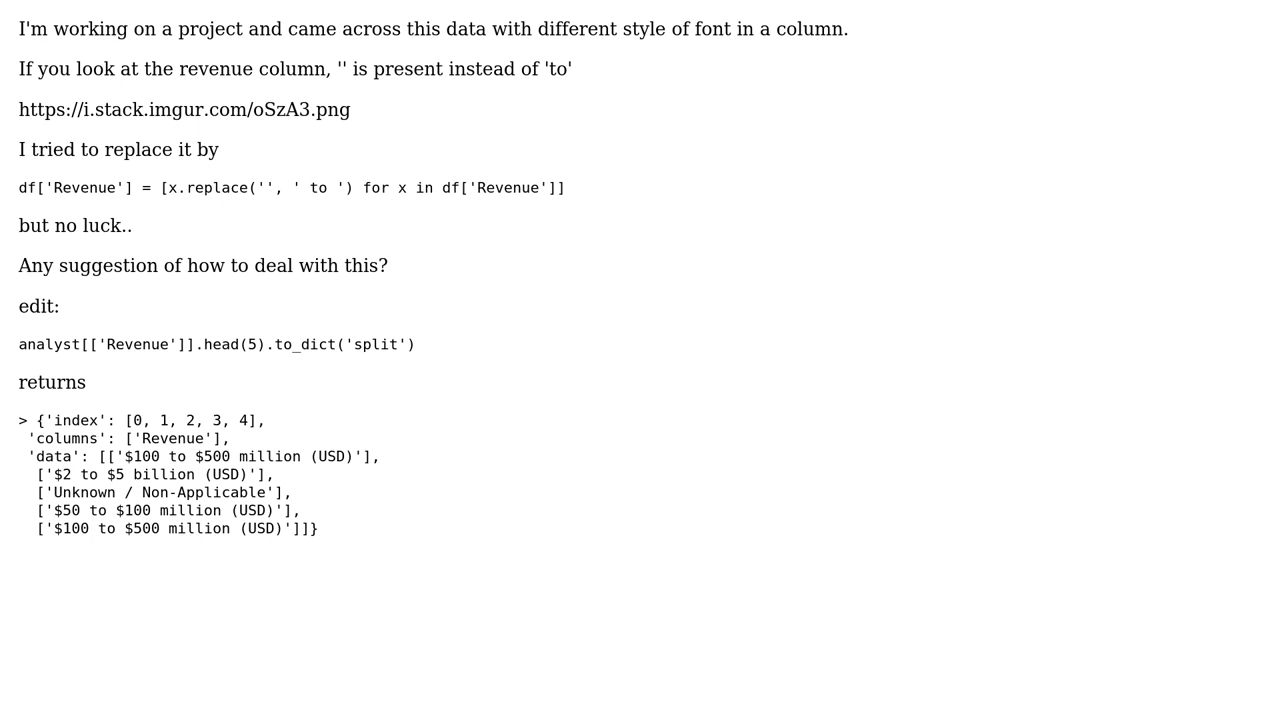 I'm working on a project and came across this data with different style of font in a column.
If you look at the revenue column, '' is present instead of 'to'
https://i.stack.imgur.com/oSzA3.png
I tried to replace it by
df['Revenue'] = [x.replace('', ' to ') for x in df['Revenue']]
but no luck..
Any suggestion of how to deal with this?
edit:
analyst[['Revenue']].head(5).to_dict('split')
returns
> {'index': [0, 1, 2, 3, 4],
 'columns': ['Revenue'],
 'data': [['$100 to $500 million (USD)'],
  ['$2 to $5 billion (USD)'],
  ['Unknown / Non-Applicable'],
  ['$50 to $100 million (USD)'],
  ['$100 to $500 million (USD)']]}